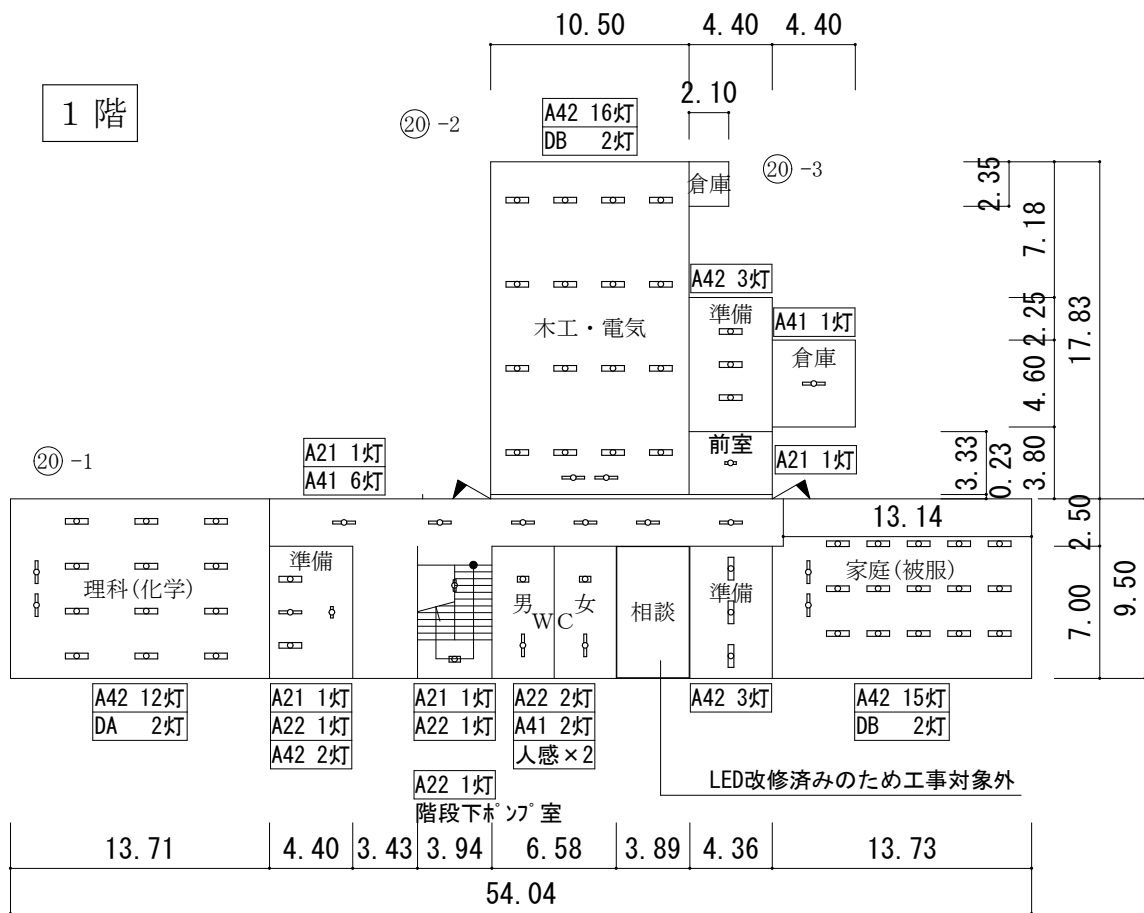 10.50
4.40
4.40
2.10
1 階
⑳ -2
A42 16灯
DB 2灯
倉庫
⑳ -3
2.35
7.18
17.83
A42 3灯
準備
木工・電気
A41 1灯
倉庫
2.25
4.60
前室
A21 1灯
3.33
0.23
3.80
⑳ -1
A21 1灯
A41 6灯
13.14
2.50
理科(化学)
準備
男
女
WC
相談
準備
家庭(被服)
7.00
9.50
A42 12灯
DA 2灯
A21 1灯
A22 1灯
A42 2灯
A21 1灯
A22 1灯
A22 2灯
A41 2灯
人感×2
A42 3灯
A42 15灯
DB 2灯
A22 1灯
階段下ポンプ室
LED改修済みのため工事対象外
13.71
4.40
3.43
3.94
6.58
3.89
4.36
13.73
54.04